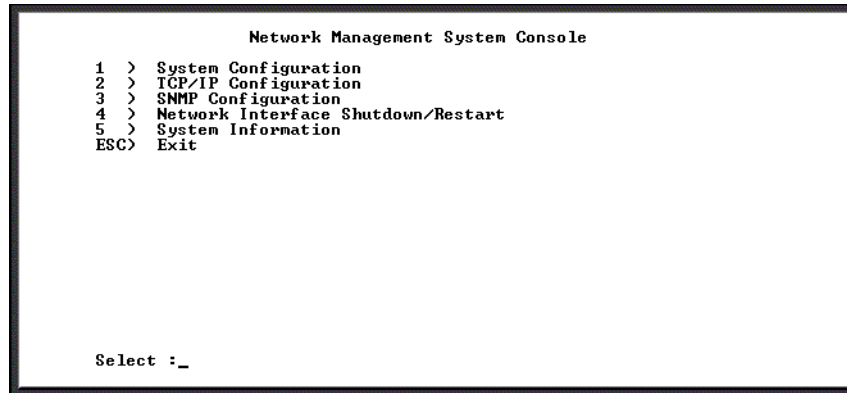 Network Management System Console
1 > System Configuration
2 > TCP/IP Configuration
3 > SNMP Configuration
4 > Network Interface Shutdown/Restart
5 > System Information
ESC> Exit
Select :_